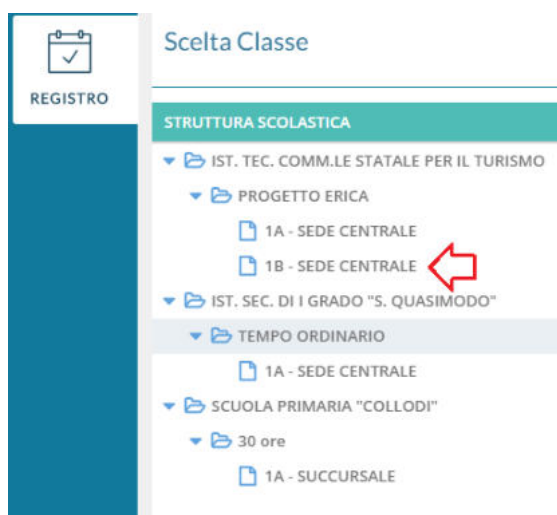 Scelta Classe
REGISTRO
STRUTTURA SCOLASTICA
IST. TEC. COMM.LE STATALE PER IL TURISMO
PROGETTO ERICA
1A - SEDE CENTRALE
1B - SEDE CENTRALE
IST. SEC. DI I GRADO "S. QUASIMODO"
TEMPO ORDINARIO
1A - SEDE CENTRALE
SCUOLA PRIMARIA "COLLODI"
30 ore
1A - SUCCURSALE